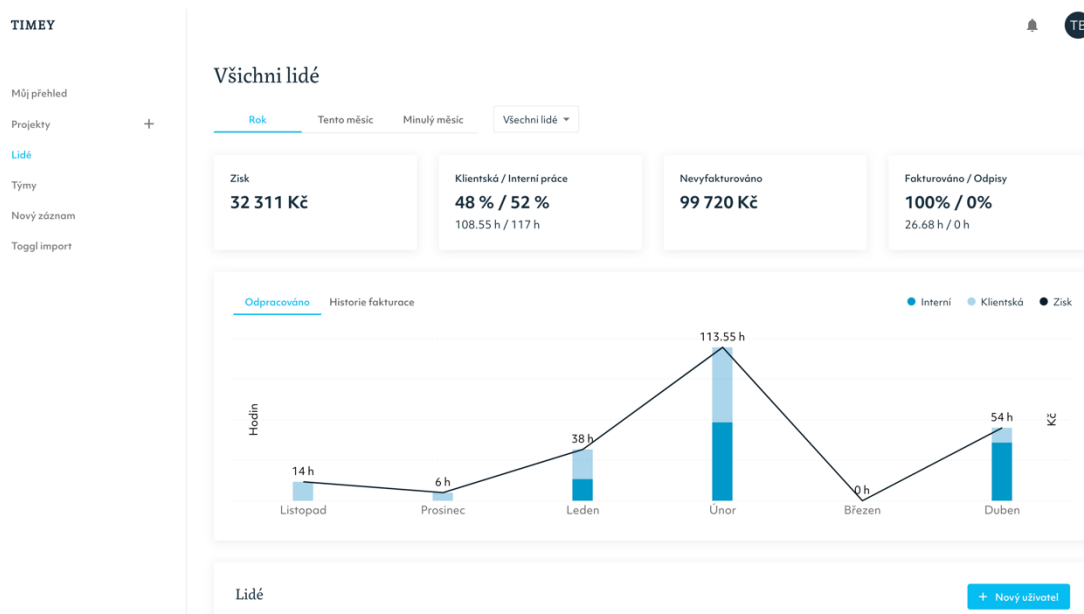 TIMEY
TE
Můj přehled
Projekty
Lidé
Týmy
Nový záznam
Toggl import
Všichni lidé
Rok
Tento měsíc
Minulý měsíc
Všechni lidé
Zisk
32 311 Kč
Klientská / Interní práce
48 % / 52 %
108.55 h / 117 h
Nevyfakturováno
99 720 Kč
Fakturováno / Odpisy
100% / 0%
26.68 h / 0 h
Odpracováno
Historie fakturace
Interní
Klientská
Zisk
Hodin
Kč
14 h
6 h
38 h
113.55 h
0 h
54 h
Listopad
Prosinec
Leden
Únor
Březen
Duben
Lidé
+ Nový uživatel